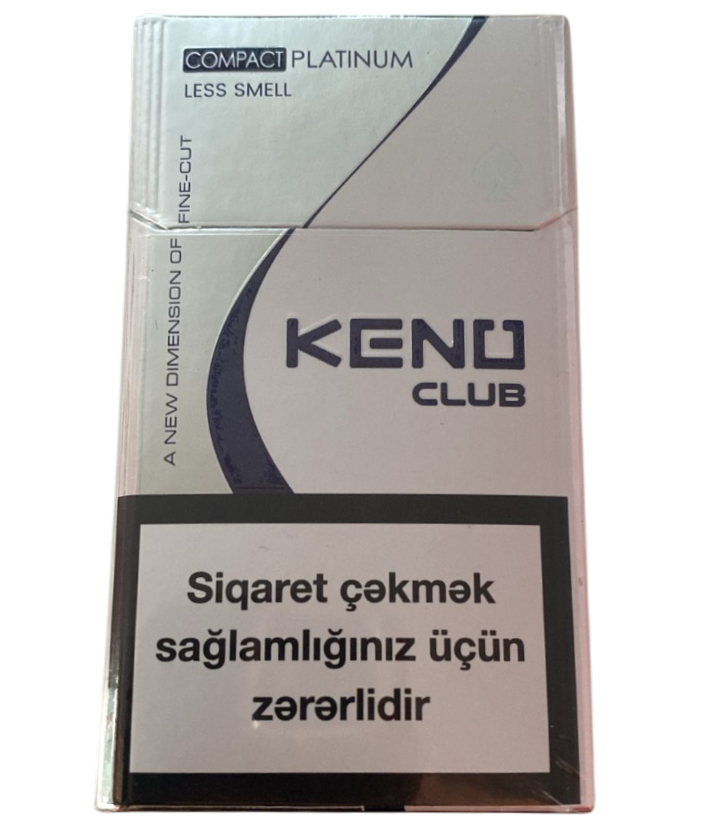 COMPACT PLATINUM
LESS SMELL
A NEW DIMENSION OF FINE-CUT
KENO
CLUB
Siqaret çəkmək
sağlamlığınız üçün
zərərlidir